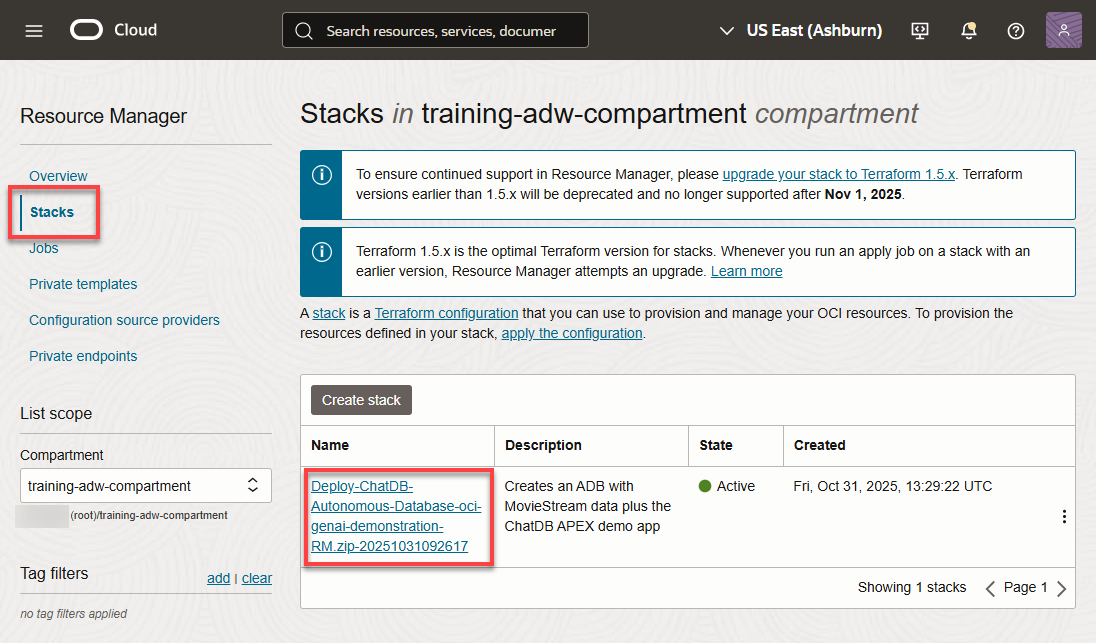 Cloud
Search resources, services, documer
US East (Ashburn)
Resource Manager
Overview
Stacks
Jobs
Private templates
Configuration source providers
Private endpoints
List scope
Compartment
training-adw-compartment
(root)/training-adw-compartment
Tag filters
add | clear
no tag filters applied
Stacks in training-adw-compartment compartment
To ensure continued support in Resource Manager, please upgrade your stack to Terraform 1.5.x. Terraform
versions earlier than 1.5.x will be deprecated and no longer supported after Nov 1, 2025.
Terraform 1.5.x is the optimal Terraform version for stacks. Whenever you run an apply job on a stack with an
earlier version, Resource Manager attempts an upgrade. Learn more
A stack is a Terraform configuration that you can use to provision and manage your OCI resources. To provision the
resources defined in your stack, apply the configuration.
Create stack
Name Description State Created
Deploy-ChatDB-
Autonomous-Database-oci-
genai-demonstration-
RM.zip-20251031092617
Creates an ADB with
MovieStream data plus the
ChatDB APEX demo app
Active
Fri, Oct 31, 2025, 13:29:22 UTC
Showing 1 stacks
Page 1